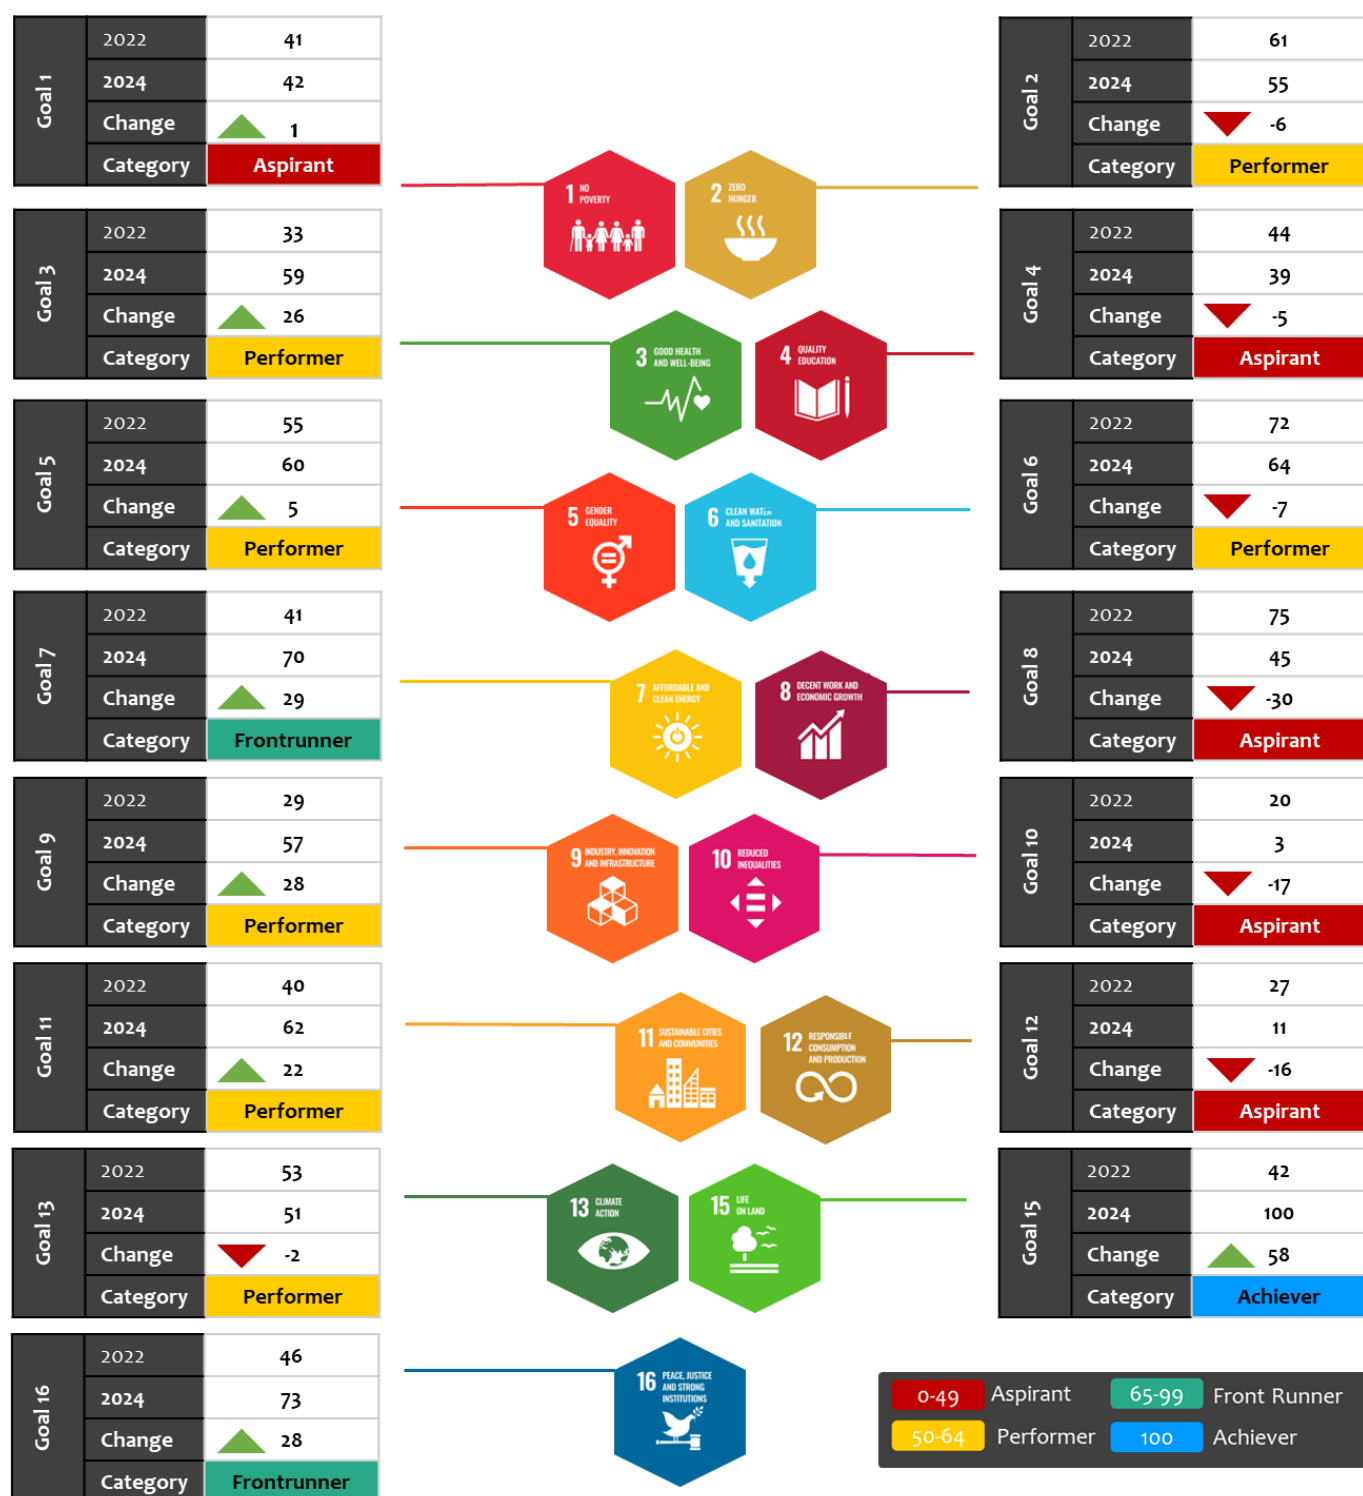 Goal 1
2022 41
2024 42
Change 1
Category Aspirant
Goal 2
2022 61
2024 55
Change -6
Category Performer
1 NO
POVERTY
2 ZERO
HUNGER
Goal 3
2022 33
2024 59
Change 26
Category Performer
Goal 4
2022 44
2024 39
Change -5
Category Aspirant
3 GOOD HEALTH
AND WELL-BEING
4 QUALITY
EDUCATION
Goal 5
2022 55
2024 60
Change 5
Category Performer
Goal 6
2022 72
2024 64
Change -7
Category Performer
5 GENDER
EQUALITY
6 CLEAN WATER
AND SANITATION
Goal 7
2022 41
2024 70
Change 29
Category Frontrunner
Goal 8
2022 75
2024 45
Change -30
Category Aspirant
7 AFFORDABLE AND
CLEAN ENERGY
8 DECENT WORK AND
ECONOMIC GROWTH
Goal 9
2022 29
2024 57
Change 28
Category Performer
Goal 10
2022 20
2024 3
Change -17
Category Aspirant
9 INDUSTRY, INNOVATION
AND INFRASTRUCTURE
10 REDUCED
INEQUALITIES
Goal 11
2022 40
2024 62
Change 22
Category Performer
Goal 12
2022 27
2024 11
Change -16
Category Aspirant
11 SUSTAINABLE CITIES
AND COMMUNITIES
12 RESPONSIBLE
CONSUMPTION
AND PRODUCTION
Goal 13
2022 53
2024 51
Change -2
Category Performer
Goal 15
2022 42
2024 100
Change 58
Category Achiever
13 CLIMATE
ACTION
15 LIFE
ON LAND
Goal 16
2022 46
2024 73
Change 28
Category Frontrunner
16 PEACE, JUSTICE
AND STRONG
INSTITUTIONS
0-49 Aspirant 65-99 Front Runner
50-64 Performer 100 Achiever